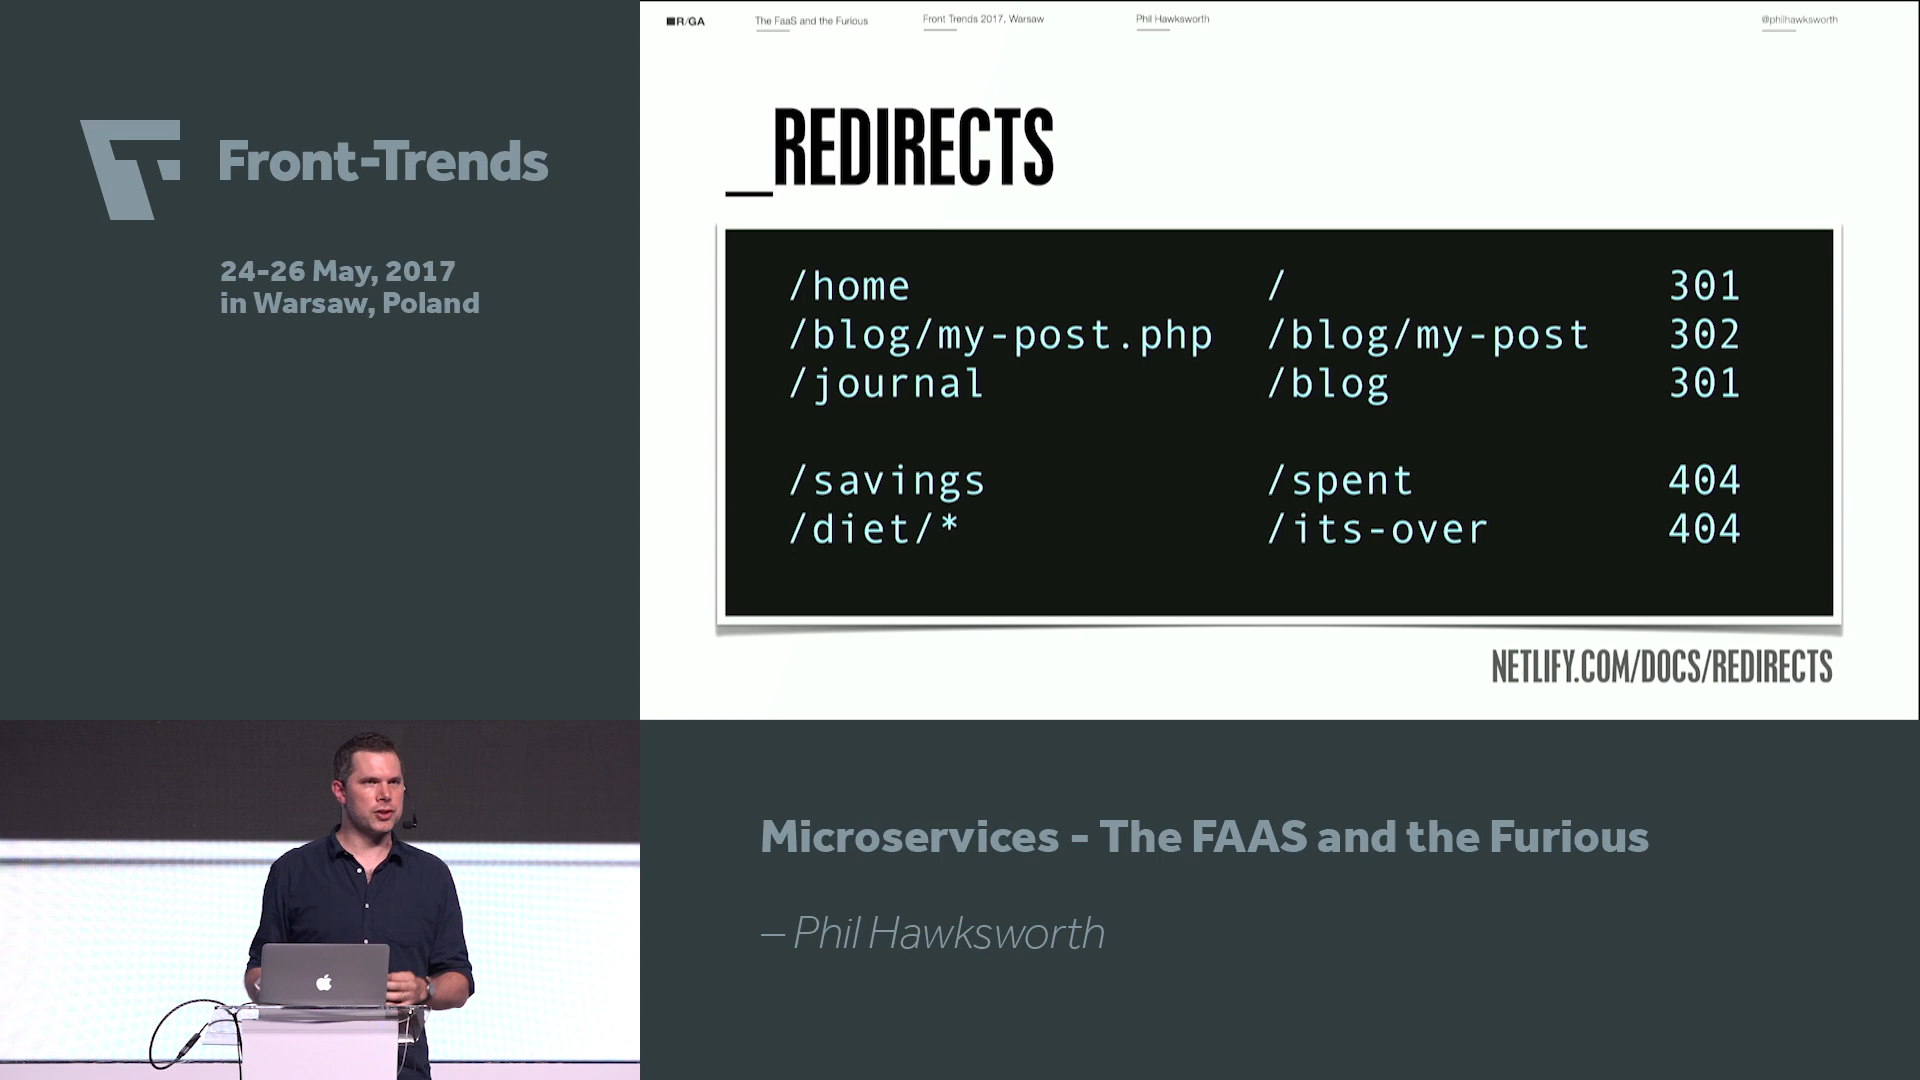 Front-Trends
24-26 May, 2017
in Warsaw, Poland
R/GA The FaaS and the Furious Front Trends 2017, Warsaw Phil Hawksworth @philhawksworth
_REDIRECTS
/home / 301
/blog/my-post.php /blog/my-post 302
/journal /blog 301
/savings /spent 404
/diet/* /its-over 404
NETLIFY.COM/DOCS/REDIRECTS
Microservices - The FAAS and the Furious
– Phil Hawksworth